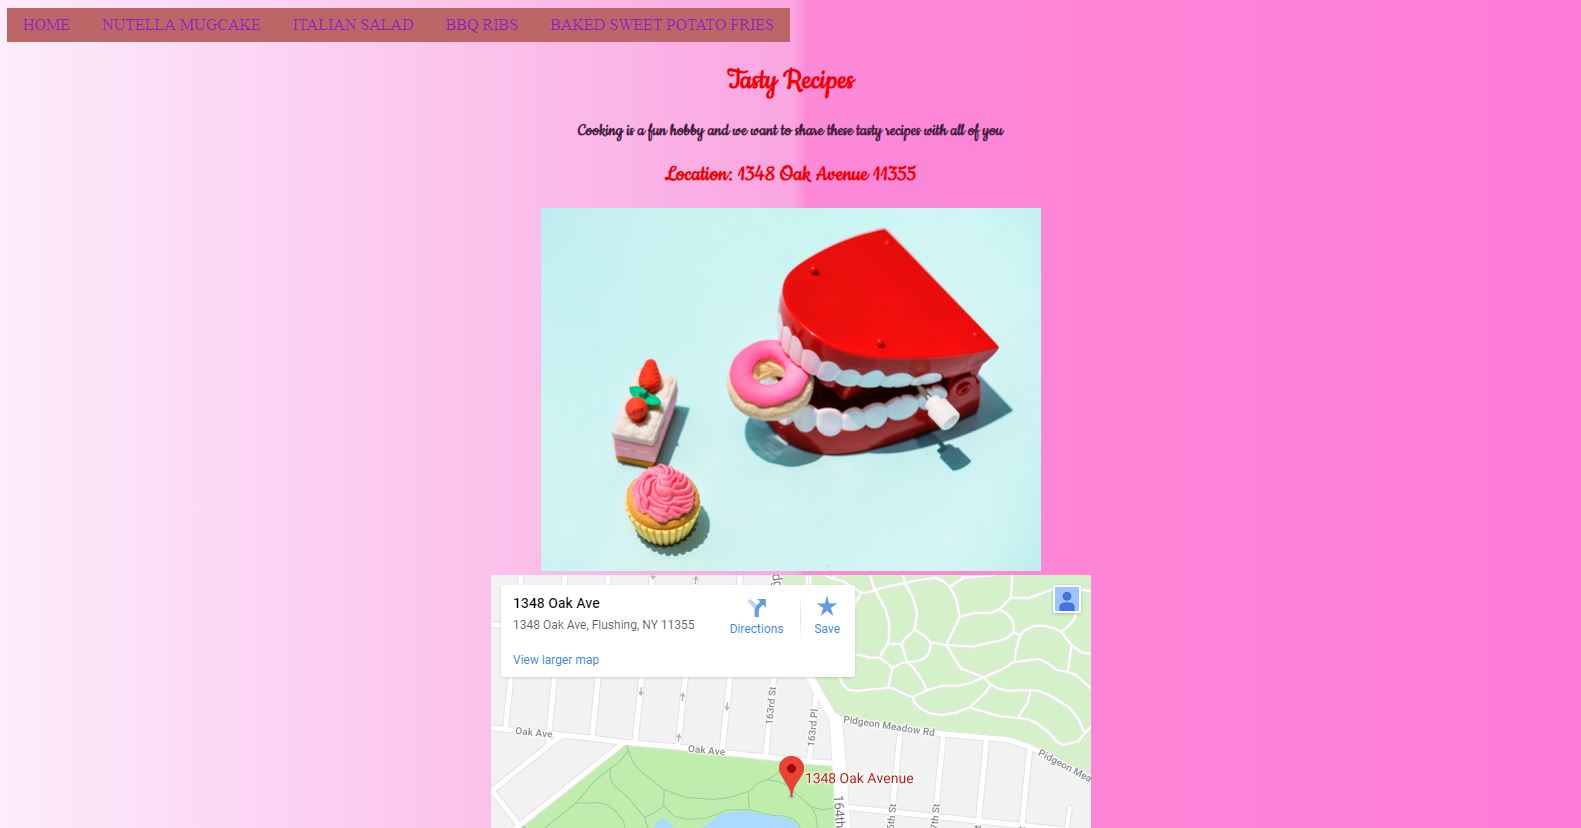 HOME NUTELLA MUGCAKE ITALIAN SALAD BBQ RIBS BAKED SWEET POTATO FRIES
Tasty Recipes
Cooking is a fun hobby and we want to share these tasty recipes with all of you
Location: 1348 Oak Avenue 11355
1348 Oak Ave
1348 Oak Ave, Flushing, NY 11355
Directions Save
View larger map
163rd St
163rd Pl
Pidgeon Meadow Rd
Oak Ave
Oak Ave
Pidgeon Mea
1348 Oak Avenue
164th